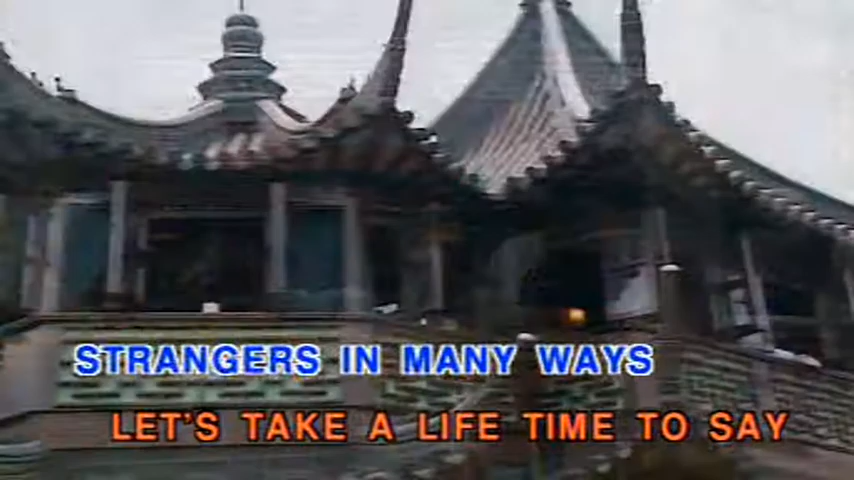 STRANGERS IN MANY WAYS
LET'S TAKE A LIFE TIME TO SAY